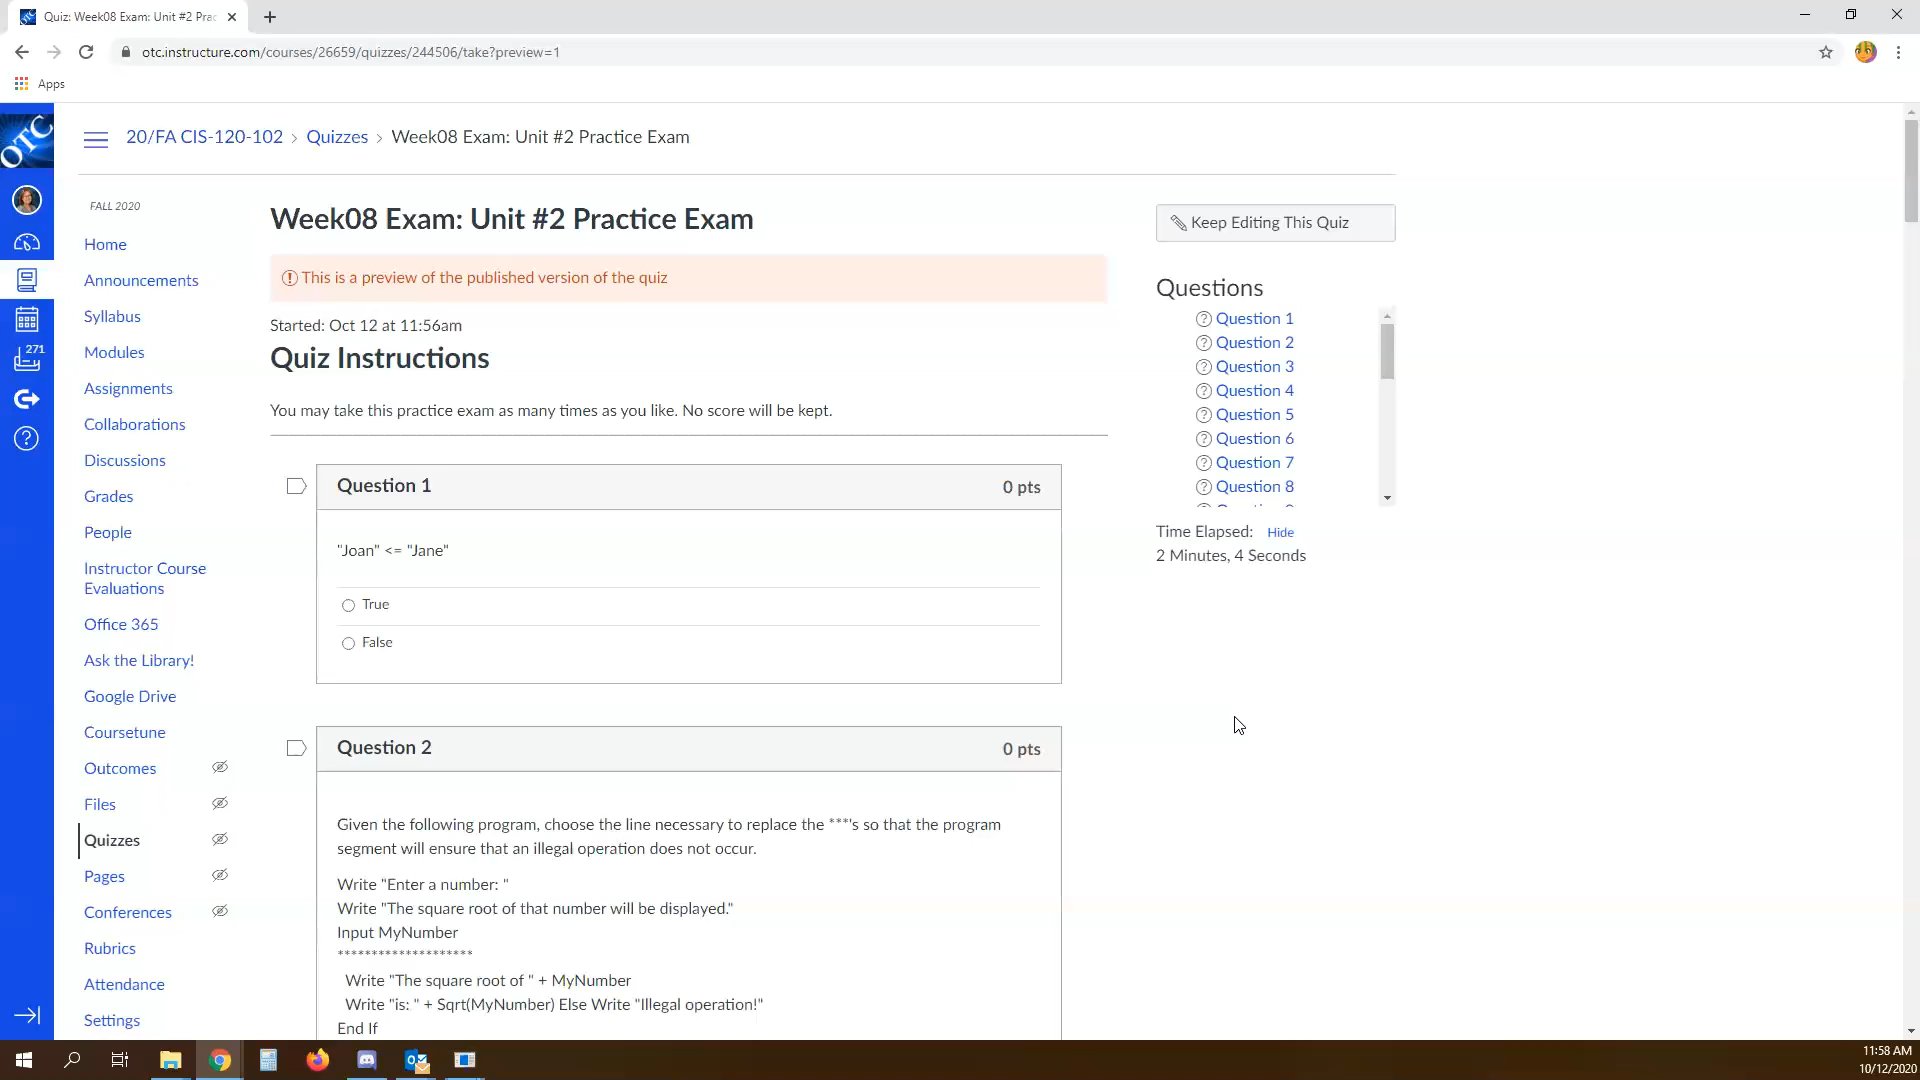 Quiz: Week08 Exam: Unit #2 Prac
otc.instructure.com/courses/26659/quizzes/244506/take?preview=1
Apps
OTC
20/FA CIS-120-102 > Quizzes > Week08 Exam: Unit #2 Practice Exam
271
FALL 2020
Home
Announcements
Syllabus
Modules
Assignments
Collaborations
Discussions
Grades
People
Instructor Course
Evaluations
Office 365
Ask the Library!
Google Drive
Coursetune
Outcomes
Files
Quizzes
Pages
Conferences
Rubrics
Attendance
Settings
Week08 Exam: Unit #2 Practice Exam
This is a preview of the published version of the quiz
Started: Oct 12 at 11:56am
Quiz Instructions
You may take this practice exam as many times as you like. No score will be kept.
Question 1 0 pts
"Joan" <= "Jane"
True
False
Question 2 0 pts
Given the following program, choose the line necessary to replace the ***'s so that the program
segment will ensure that an illegal operation does not occur.
Write "Enter a number: "
Write "The square root of that number will be displayed."
Input MyNumber
********************
Write "The square root of " + MyNumber
Write "is: " + Sqrt(MyNumber) Else Write "Illegal operation!"
End If
Keep Editing This Quiz
Questions
Question 1
Question 2
Question 3
Question 4
Question 5
Question 6
Question 7
Question 8
Time Elapsed: Hide
2 Minutes, 4 Seconds
11:58 AM
10/12/2020